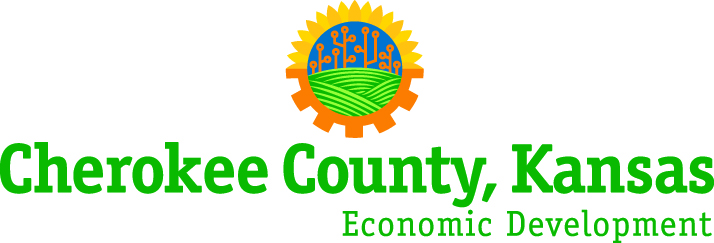 Cherokee County, Kansas
Economic Development